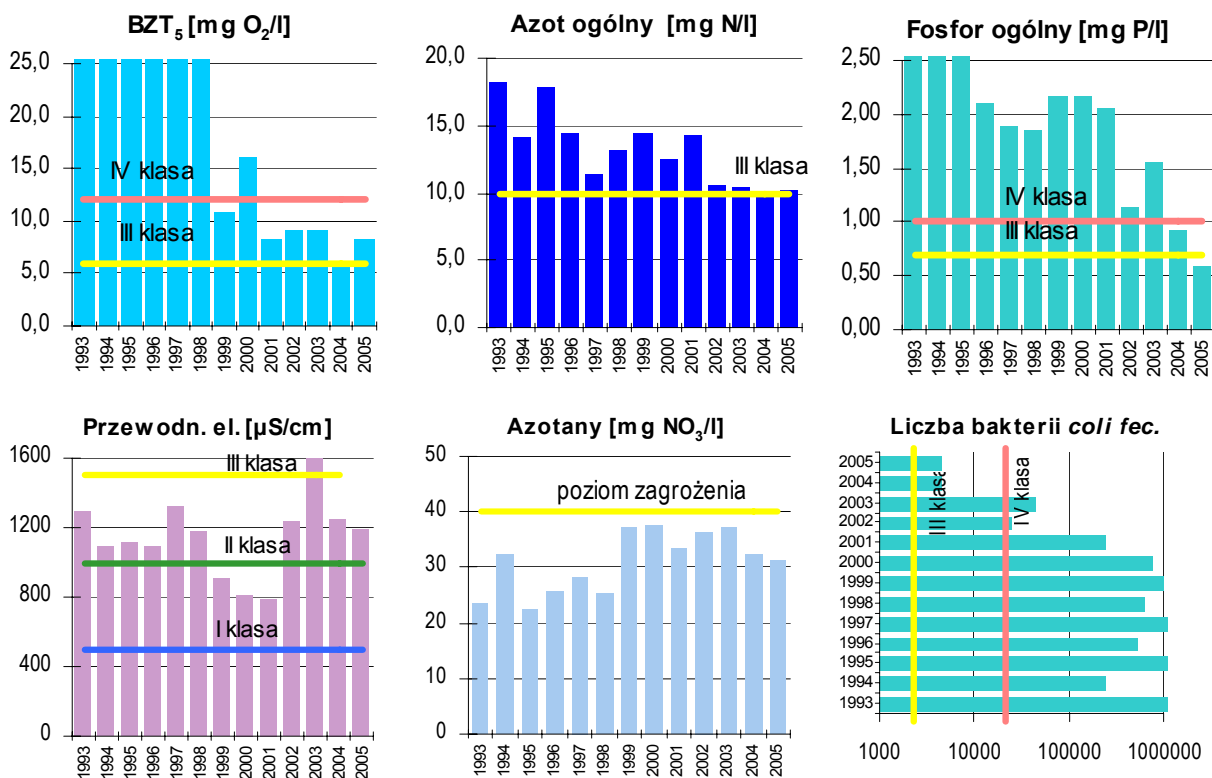 BZT5 [mg O2/l]
25,0
20,0
15,0
10,0
5,0
0,0
IV klasa
III klasa
1993 1994 1995 1996 1997 1998 1999 2000 2001 2002 2003 2004 2005
Azot ogólny [mg N/l]
20,0
15,0
10,0
5,0
0,0
III klasa
1993 1994 1995 1996 1997 1998 1999 2000 2001 2002 2003 2004 2005
Fosfor ogólny [mg P/l]
2,50
2,00
1,50
1,00
0,50
0,00
IV klasa
III klasa
1993 1994 1995 1996 1997 1998 1999 2000 2001 2002 2003 2004 2005
Przewodn. el. [µS/cm]
1600
1200
800
400
0
III klasa
II klasa
I klasa
1993 1994 1995 1996 1997 1998 1999 2000 2001 2002 2003 2004 2005
Azotany [mg NO3/l]
50
40
30
20
10
0
poziom zagrożenia
1993 1994 1995 1996 1997 1998 1999 2000 2001 2002 2003 2004 2005
Liczba bakterii coli fec.
2005
2004
2003
2002
2001
2000
1999
1998
1997
1996
1995
1994
1993
III klasa
IV klasa
1000 10000 100000 1000000